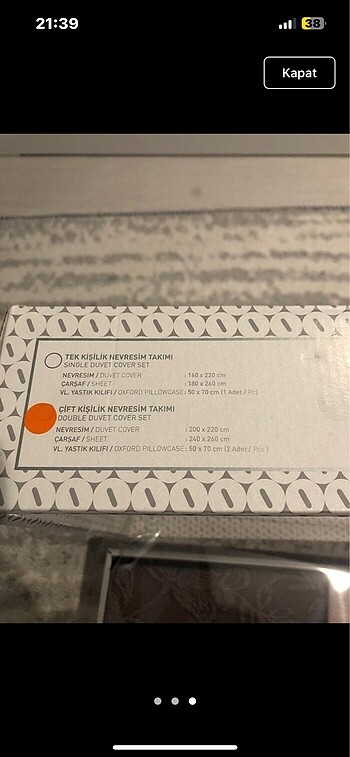 21:39
38
Kapat
TEK KİŞİLİK NEVRESİM TAKIMI
SINGLE DUVET COVER SET
NEVRESİM / DUVET COVER : 160 x 220 cm
ÇARŞAF / SHEET : 180 x 260 cm
VL. YASTIK KILIFI / OXFORD PILLOWCASE : 50 x 70 cm (1 Adet / Pc)
ÇİFT KİŞİLİK NEVRESİM TAKIMI
DOUBLE DUVET COVER SET
NEVRESİM / DUVET COVER : 200 x 220 cm
ÇARŞAF / SHEET : 240 x 260 cm
VL. YASTIK KILIFI / OXFORD PILLOWCASE : 50 x 70 cm (2 Adet / Pcs)